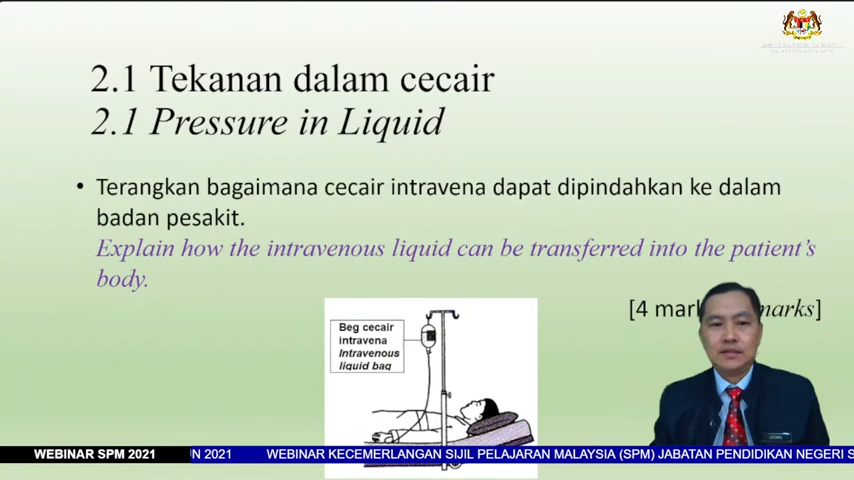 2.1 Tekanan dalam cecair
2.1 Pressure in Liquid
• Terangkan bagaimana cecair intravena dapat dipindahkan ke dalam
badan pesakit.
Explain how the intravenous liquid can be transferred into the patient's
body.
[4 mar marks]
Beg cecair
intravena
Intravenous
liquid bag
WEBINAR SPM 2021 N 2021 WEBINAR KECEMERLANGAN SIJIL PELAJARAN MALAYSIA (SPM) JABATAN PENDIDIKAN NEGERI S